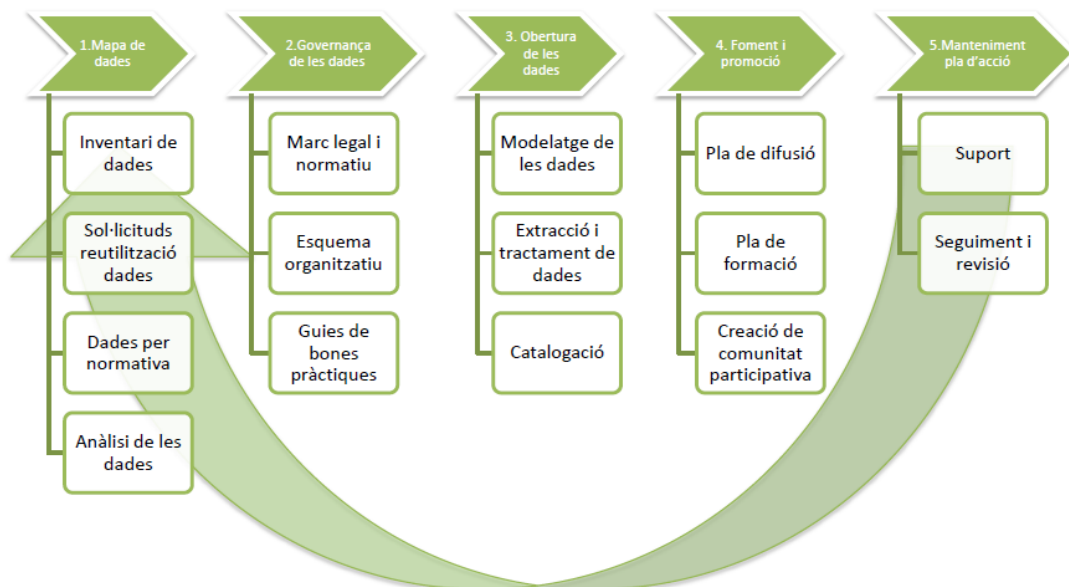 1.Mapa de
dades
Inventari de
dades
Sol·licituds
reutilització
dades
Dades per
normativa
Anàlisi de les
dades
2.Governança
de les dades
Marc legal i
normatiu
Esquema
organitzatiu
Guies de
bones
pràctiques
3. Obertura
de les
dades
Modelatge de
les dades
Extracció i
tractament de
dades
Catalogació
4. Foment i
promoció
Pla de difusió
Pla de
formació
Creació de
comunitat
participativa
5.Manteniment
pla d'acció
Suport
Seguiment i
revisió